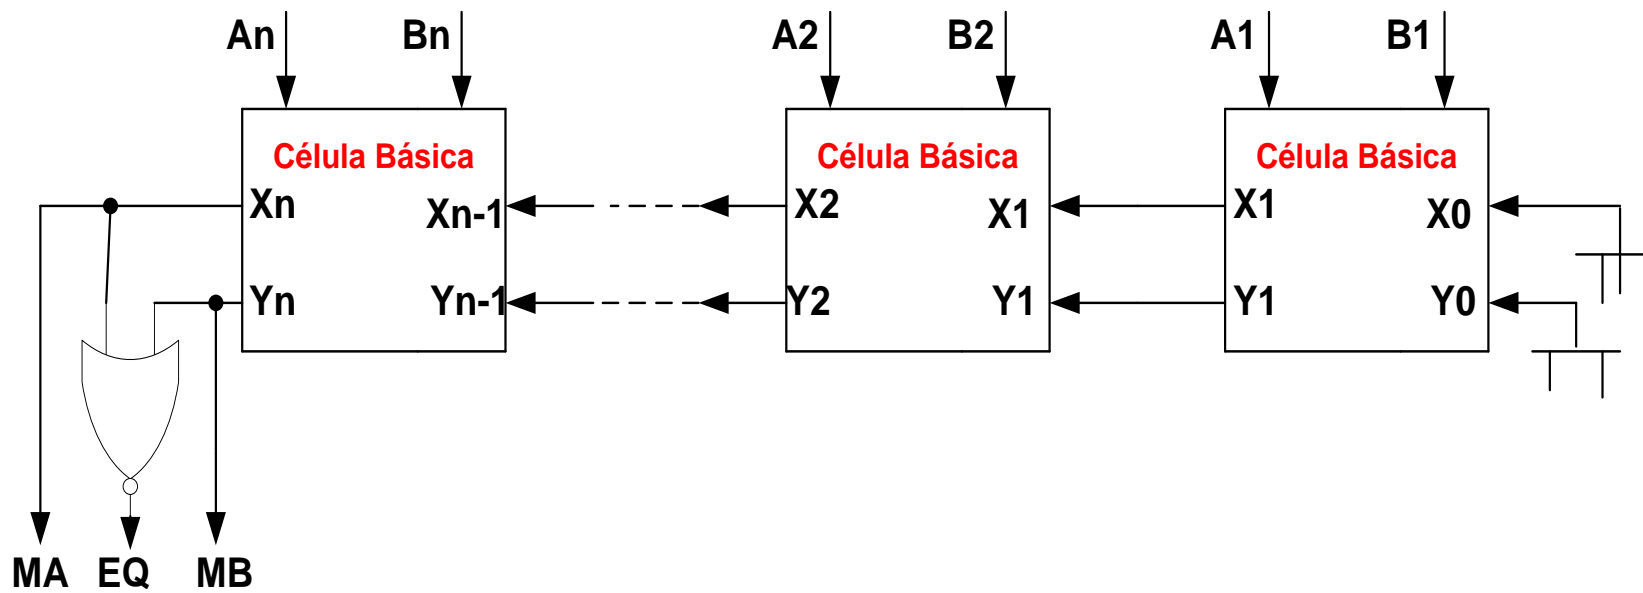 An Bn A2 B2 A1 B1
Célula Básica Célula Básica Célula Básica
Xn Xn-1 X2 X1 X1 X0
Yn Yn-1 Y2 Y1 Y1 Y0
MA EQ MB